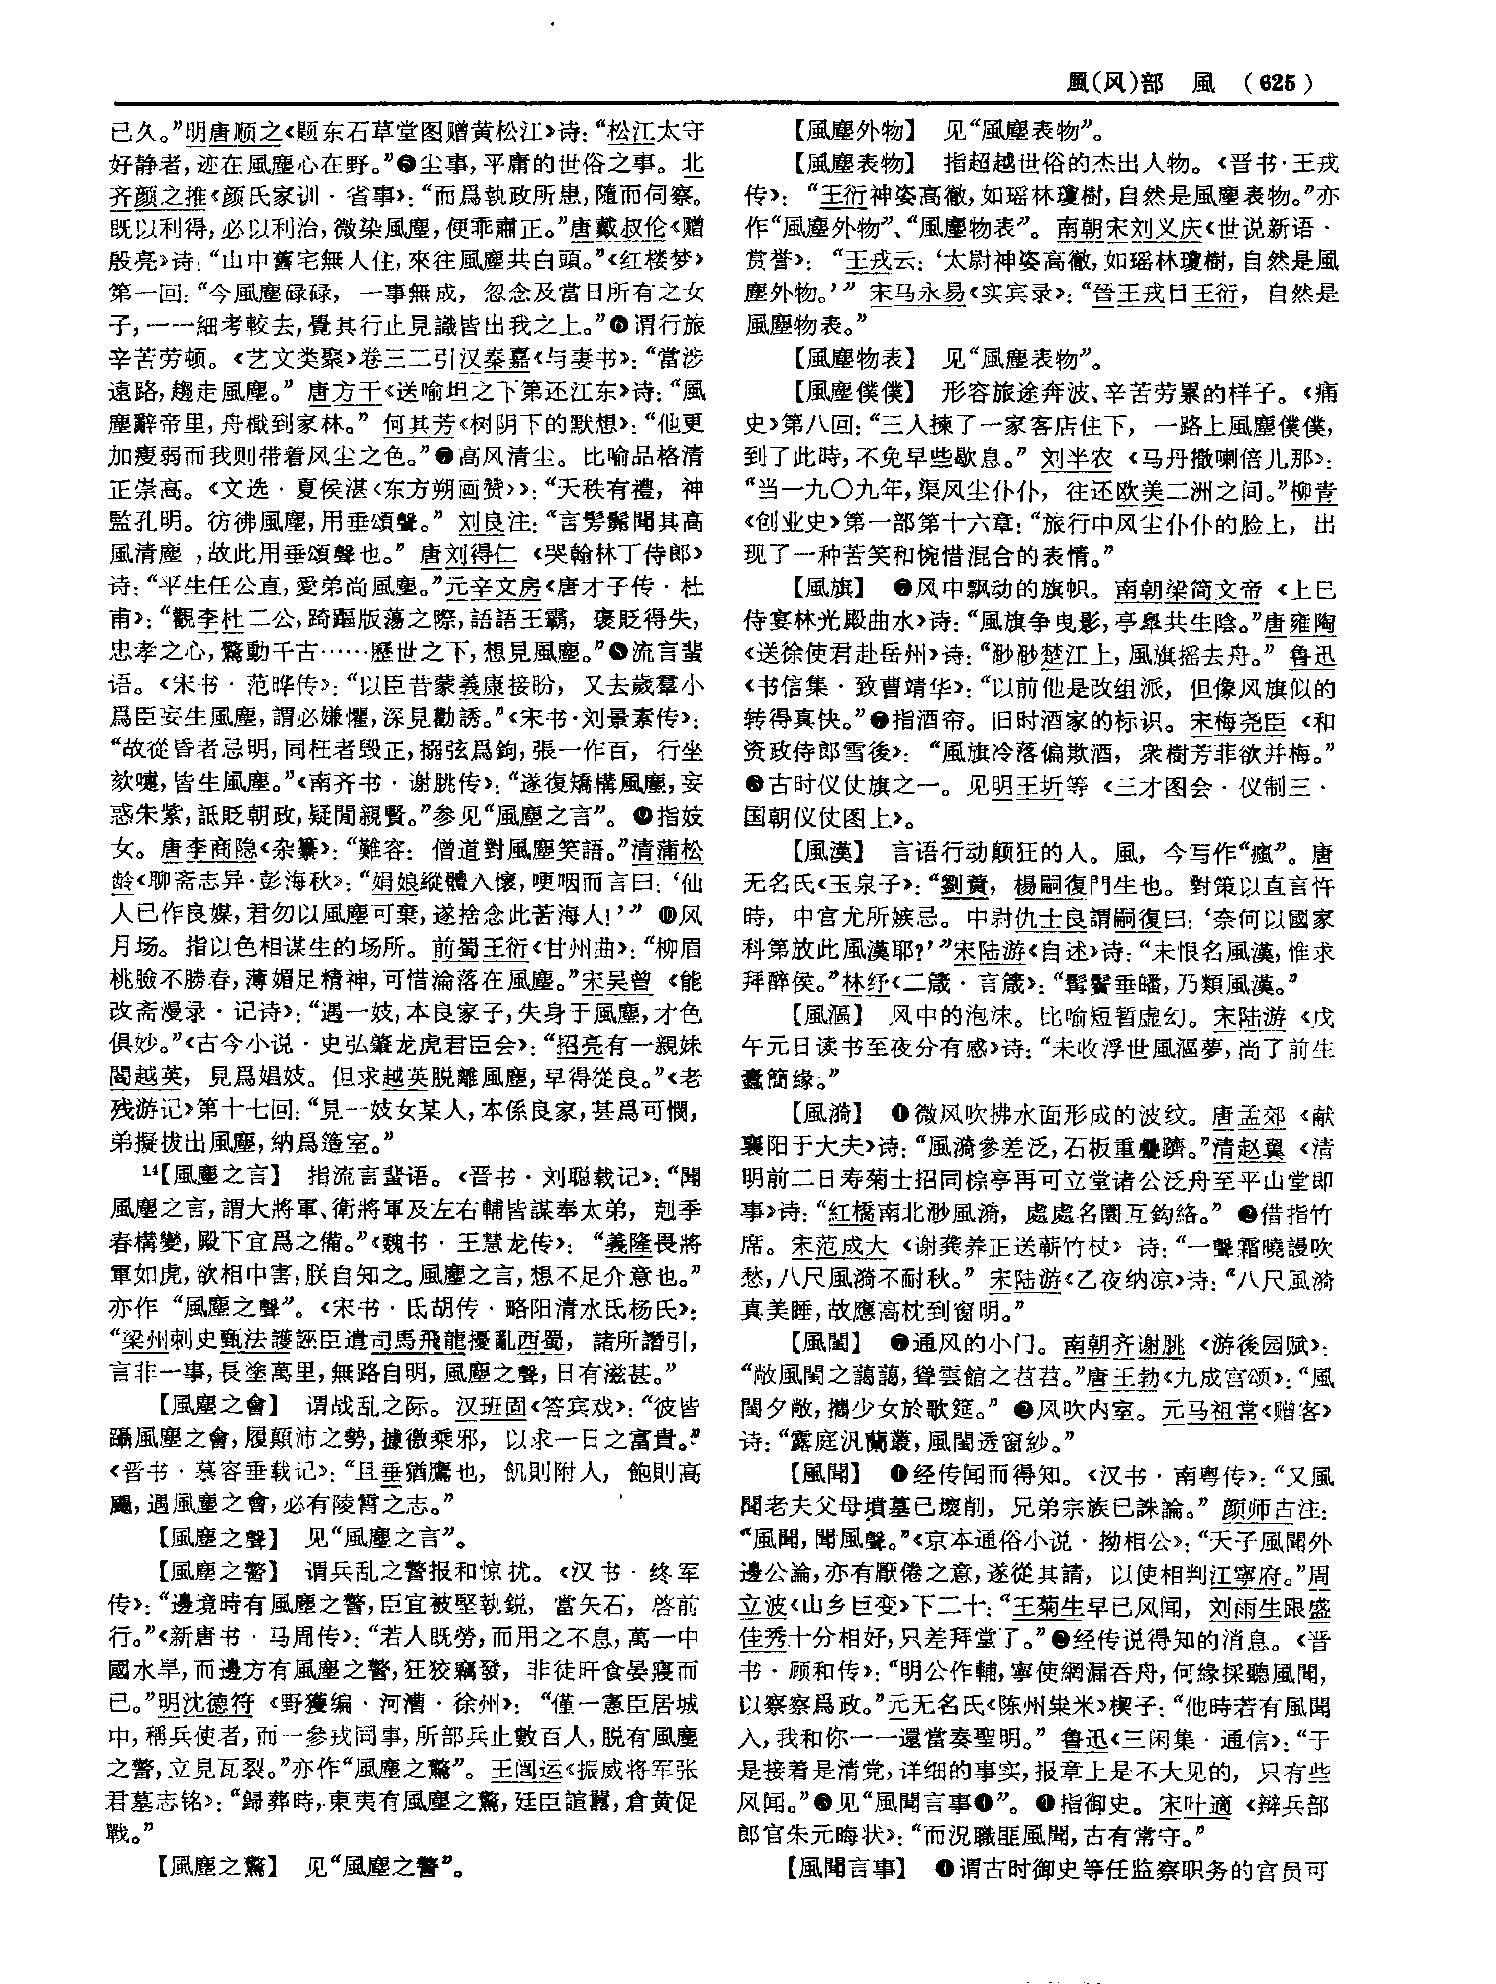 風(风)部　風　(625)
已久。”明唐顺之《题东石草堂图赠黄松江》诗：“松江太守
好静者，迹在風塵心在野。”❺尘事，平庸的世俗之事。北
齐颜之推《颜氏家训·省事》：“而爲執政所患，隨而伺察。
既以利得，必以利治，微染風塵，便乖肅正。”唐戴叔伦《赠
殷亮》诗：“山中舊宅無人住，來往風塵共白頭。”《红楼梦》
第一回：“今風塵碌碌，一事無成，忽念及當日所有之女
子，一一細考較去，覺其行止見識皆出我之上。”❻谓行旅
辛苦劳顿。《艺文类聚》卷三二引汉秦嘉《与妻书》：“當涉
遠路，趨走風塵。”唐方干《送喻坦之下第还江东》诗：“風
塵辭帝里，舟檝到家林。”何其芳《树阴下的默想》：“他更
加瘦弱而我则带着风尘之色。”❼高风清尘。比喻品格清
正崇高。《文选·夏侯湛〈东方朔画赞〉》：“天秩有禮，神
監孔明。彷彿風塵，用垂頌聲。”刘良注：“言髣髴聞其高
風清塵，故此用垂頌聲也。”唐刘得仁《哭翰林丁侍郎》
诗：“平生任公直，愛弟尚風塵。”元辛文房《唐才子传·杜
甫》：“觀李杜二公，踦𨄅版蕩之際，語語王霸，褒貶得失，
忠孝之心，驚動千古……歷世之下，想見風塵。”❽流言蜚
语。《宋书·范晔传》：“以臣昔蒙義康接盼，又去歲羣小
爲臣妄生風塵，謂必嫌懼，深見勸誘。”《宋书·刘景素传》：
“故從昏者忌明，同枉者毁正，搦弦爲鉤，張一作百，行坐
欬嚏，皆生風塵。”《南齐书·谢朓传》：“遂復矯構風塵，妄
惑朱紫，詆貶朝政，疑間親賢。”参见“風塵之言”。❾指妓
女。唐李商隐《杂纂》：“難容：僧道對風塵笑語。”清蒲松
龄《聊斋志异·彭海秋》：“娟娘縱體入懷，哽咽而言曰：‘仙
人已作良媒，君勿以風塵可棄，遂捨念此苦海人！’”❿风
月场。指以色相谋生的场所。前蜀王衍《甘州曲》：“柳眉
桃臉不勝春，薄媚足精神，可惜淪落在風塵。”宋吴曾《能
改斋漫录·记诗》：“遇一妓，本良家子，失身于風塵，才色
俱妙。”《古今小说·史弘肇龙虎君臣会》：“招亮有一親妹
閻越英，見爲娼妓。但求越英脱離風塵，早得從良。”《老
残游记》第十七回：“見一妓女某人，本係良家，甚爲可憫，
弟擬拔出風塵，納爲簉室。”
14【風塵之言】　指流言蜚语。《晋书·刘聪载记》：“聞
風塵之言，謂大將軍、衛將軍及左右輔皆謀奉太弟，剋季
春構變，殿下宜爲之備。”《魏书·王慧龙传》：“義隆畏將
軍如虎，欲相中害，朕自知之。風塵之言，想不足介意也。”
亦作“風塵之聲”。《宋书·氐胡传·略阳清水氐杨氏》：
“梁州刺史甄法護誣臣遣司馬飛龍擾亂西蜀，諸所譖引，
言非一事，長塗萬里，無路自明，風塵之聲，日有滋甚。”
【風塵之會】　谓战乱之际。汉班固《答宾戏》：“彼皆
躡風塵之會，履顛沛之勢，據徼乘邪，以求一日之富貴。”
《晋书·慕容垂载记》：“且垂猶鷹也，飢則附人，飽則高
颺，遇風塵之會，必有陵霄之志。”
【風塵之聲】　见“風塵之言”。
【風塵之警】　谓兵乱之警报和惊扰。《汉书·终军
传》：“邊境時有風塵之警，臣宜被堅執鋭，當矢石，啓前
行。”《新唐书·马周传》：“若人既勞，而用之不息，萬一中
國水旱，而邊方有風塵之警，狂狡竊發，非徒旰食晏寢而
已。”明沈德符《野獲编·河漕·徐州》：“僅一憲臣居城
中，稱兵使者，而一參戎同事，所部兵止數百人，脱有風塵
之警，立見瓦裂。”亦作“風塵之驚”。王闿运《振威将军张
君墓志铭》：“歸葬時，東夷有風塵之驚，廷臣諠囂，倉黄促
戰。”
【風塵之驚】　见“風塵之警”。
【風塵外物】　见“風塵表物”。
【風塵表物】　指超越世俗的杰出人物。《晋书·王戎
传》：“王衍神姿高徹，如瑶林瓊樹，自然是風塵表物。”亦
作“風塵外物”、“風塵物表”。南朝宋刘义庆《世说新语·
赏誉》：“王戎云：‘太尉神姿高徹，如瑶林瓊樹，自然是風
塵外物。’”宋马永易《实宾录》：“晉王戎曰王衍，自然是
風塵物表。”
【風塵物表】　见“風塵表物”。
【風塵僕僕】　形容旅途奔波、辛苦劳累的样子。《痛
史》第八回：“三人揀了一家客店住下，一路上風塵僕僕，
到了此時，不免早些歇息。”刘半农《马丹撒喇倍儿那》：
“当一九〇九年，渠风尘仆仆，往还欧美二洲之间。”柳青
《创业史》第一部第十六章：“旅行中风尘仆仆的脸上，出
现了一种苦笑和惋惜混合的表情。”
【風旗】　❶风中飘动的旗帜。南朝梁简文帝《上巳
侍宴林光殿曲水》诗：“風旗争曳影，亭皋共生陰。”唐雍陶
《送徐使君赴岳州》诗：“渺渺楚江上，風旗摇去舟。”鲁迅
《书信集·致曹靖华》：“以前他是改组派，但像风旗似的
转得真快。”❷指酒帘。旧时酒家的标识。宋梅尧臣《和
资政侍郎雪後》：“風旗冷落偏欺酒，衆樹芳菲欲并梅。”
❸古时仪仗旗之一。见明王圻等《三才图会·仪制三·
国朝仪仗图上》。
【風漢】　言语行动颠狂的人。風，今写作“瘋”。唐
无名氏《玉泉子》：“劉蕡，楊嗣復門生也。對策以直言忤
時，中宫尤所嫉忌。中尉仇士良謂嗣復曰：‘奈何以國家
科第放此風漢耶？’”宋陆游《自述》诗：“未恨名風漢，惟求
拜醉侯。”林纾《二箴·言箴》：“髯鬢垂皤，乃類風漢。”
【風漚】　风中的泡沫。比喻短暂虚幻。宋陆游《戊
午元日读书至夜分有感》诗：“未收浮世風漚夢，尚了前生
蠹簡緣。”
【風漪】　❶微风吹拂水面形成的波纹。唐孟郊《献
襄阳于大夫》诗：“風漪參差泛，石板重疊躋。”清赵翼《清
明前二日寿菊士招同棕亭再可立堂诸公泛舟至平山堂即
事》诗：“紅橋南北渺風漪，處處名園互鉤絡。”❷借指竹
席。宋范成大《谢龚养正送蕲竹杖》诗：“一聲霜曉謾吹
愁，八尺風漪不耐秋。”宋陆游《乙夜纳凉》诗：“八尺風漪
真美睡，故應高枕到窗明。”
【風闥】　❶通风的小门。南朝齐谢朓《游後园赋》：
“敞風闥之藹藹，聳雲館之苕苕。”唐王勃《九成宫颂》：“風
闥夕敞，攜少女於歌筵。”❷风吹内室。元马祖常《赠客》
诗：“露庭汎蘭叢，風闥透窗紗。”
【風聞】　❶经传闻而得知。《汉书·南粤传》：“又風
聞老夫父母墳墓已壞削，兄弟宗族已誅論。”颜师古注：
“風聞，聞風聲。”《京本通俗小说·拗相公》：“天子風聞外
邊公論，亦有厭倦之意，遂從其請，以使相判江寧府。”周
立波《山乡巨变》下二十：“王菊生早已风闻，刘雨生跟盛
佳秀十分相好，只差拜堂了。”❷经传说得知的消息。《晋
书·顾和传》：“明公作輔，寧使網漏吞舟，何緣採聽風聞，
以察察爲政。”元无名氏《陈州粜米》楔子：“他時若有風聞
入，我和你一一還當奏聖明。”鲁迅《三闲集·通信》：“于
是接着是清党，详细的事实，报章上是不大见的，只有些
风闻。”❸见“風聞言事❶”。❹指御史。宋叶適《辩兵部
郎官朱元晦状》：“而況職匪風聞，古有常守。”
【風聞言事】　❶谓古时御史等任监察职务的官员可